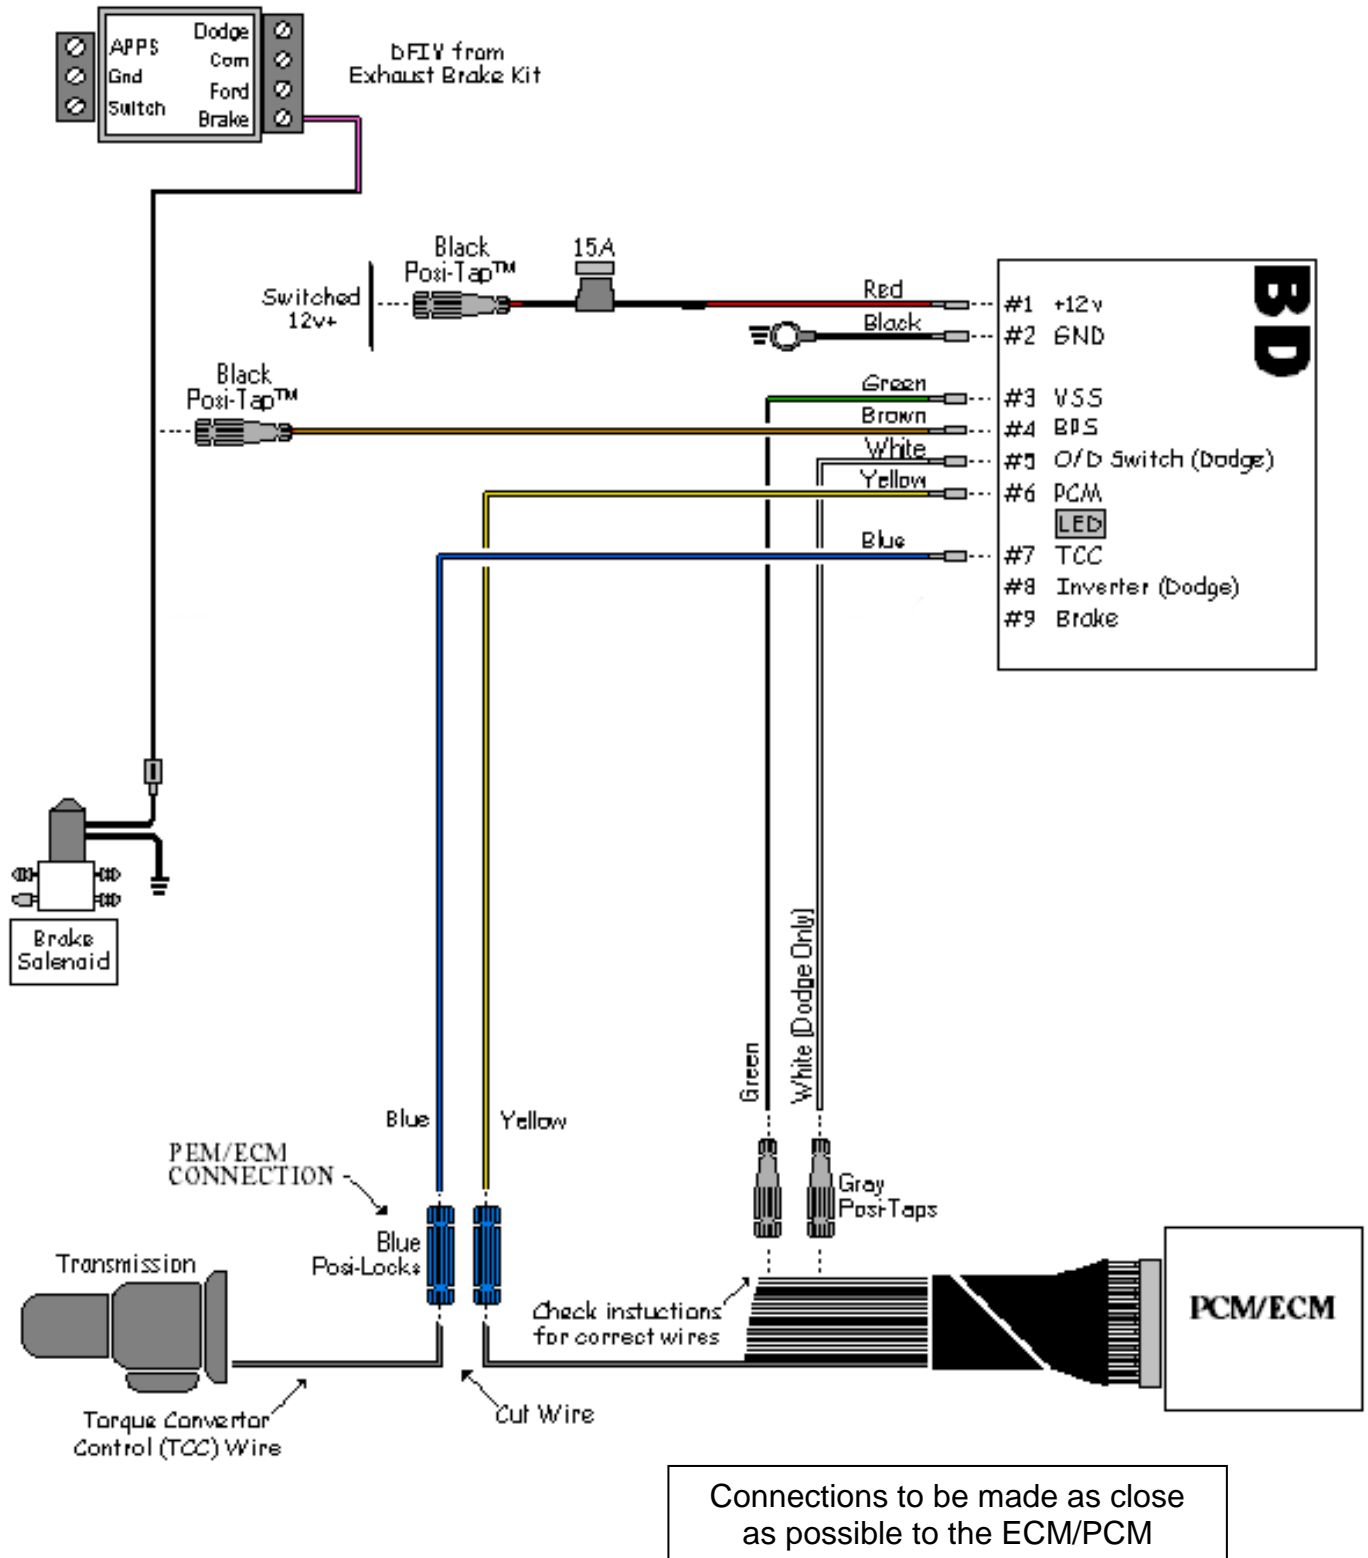 APPS
Gnd
Switch
Dodge
Com
Ford
Brake
DFIV from
Exhaust Brake Kit
Black
Posi-Tap™
15A
Switched
12v+
Red
Black
Black
Posi-Tap™
Green
Brown
White
Yellow
Blue
BD
#1 +12v
#2 GND
#3 VSS
#4 BPS
#5 O/D Switch (Dodge)
#6 PCM
LED
#7 TCC
#8 Inverter (Dodge)
#9 Brake
Brake
Salenaid
Green
White (Dodge Only)
Blue
Yellow
PEM/ECM
CONNECTION
Blue
Posi-Locks
Gray
Posi-Taps
Transmission
Check instuctions
for correct wires
PCM/ECM
Torque Convertor
Control (TCC) Wire
Cut Wire
Connections to be made as close
as possible to the ECM/PCM